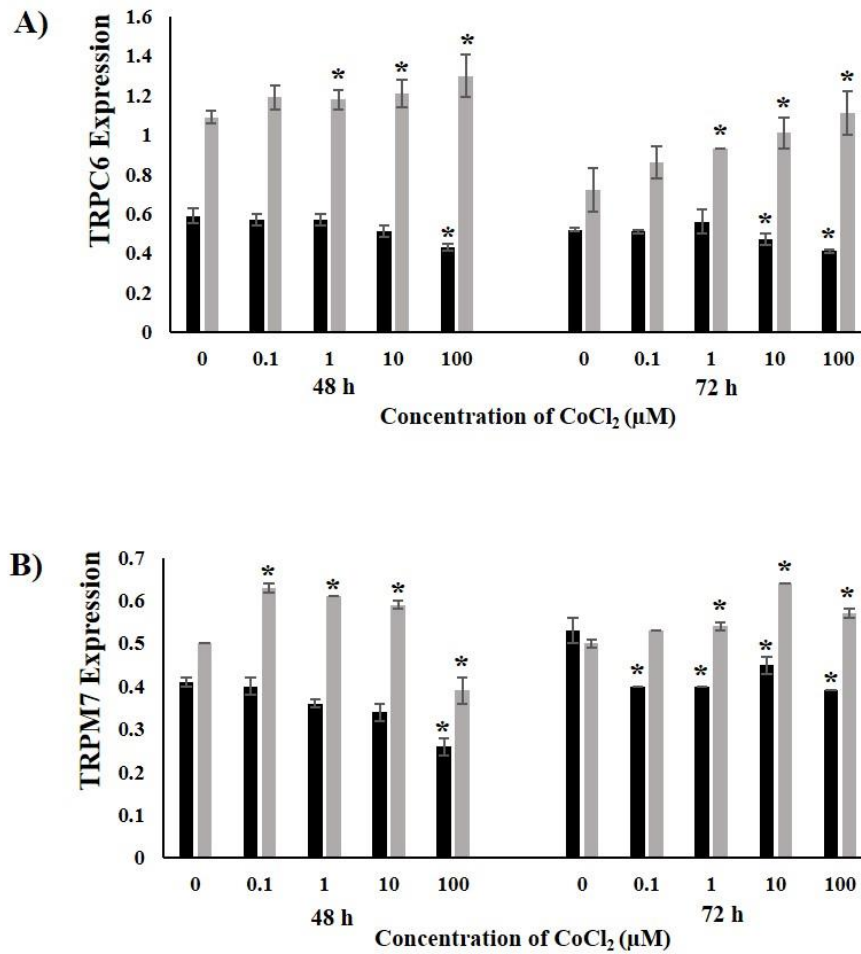 A)
TRPC6 Expression
1.6
1.4
1.2
1
0.8
0.6
0.4
0.2
0
* * * *
* * * * *
0 0.1 1 10 100 0 0.1 1 10 100
48 h 72 h
Concentration of CoCl₂ (µM)
B)
TRPM7 Expression
0.7
0.6
0.5
0.4
0.3
0.2
0.1
0
* * * * *
* * * * * * *
0 0.1 1 10 100 0 0.1 1 10 100
48 h 72 h
Concentration of CoCl₂ (µM)